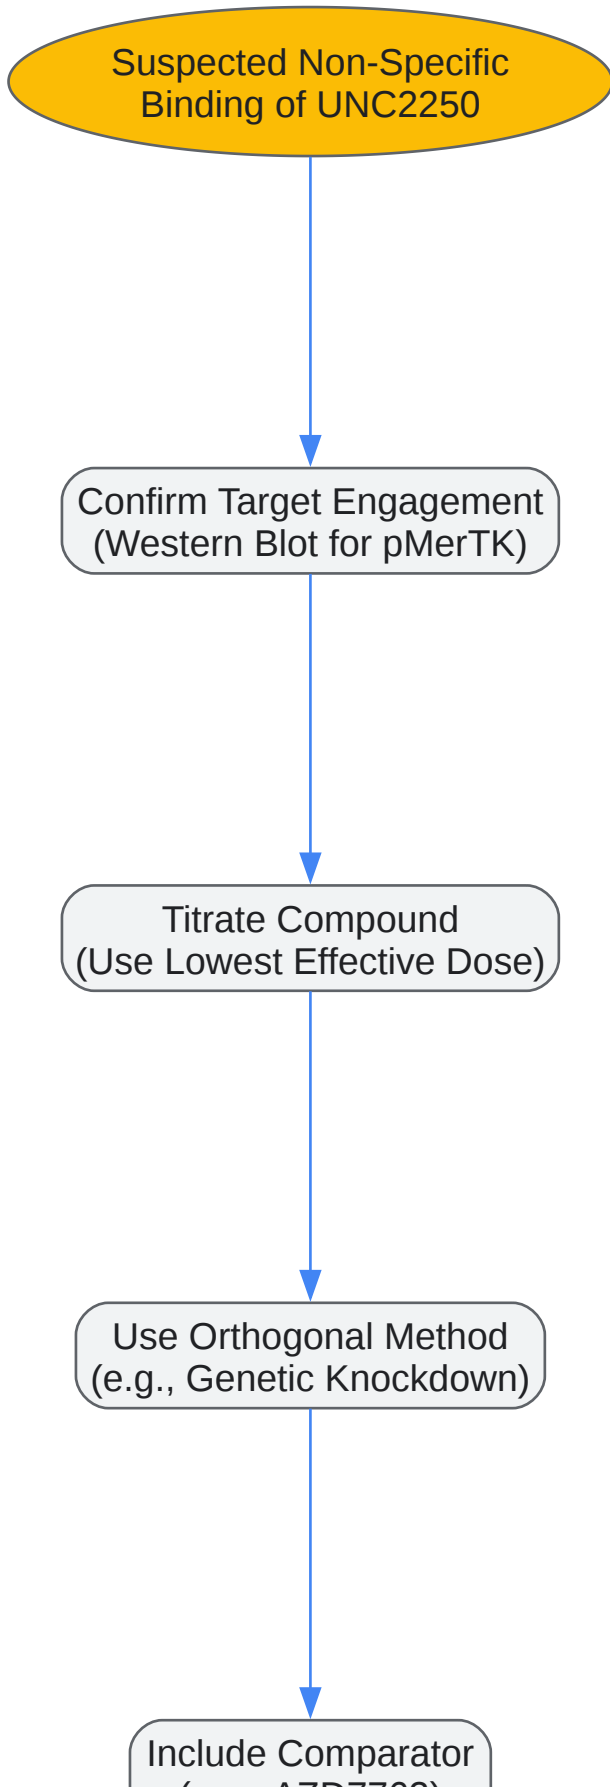 Suspected Non-Specific
Binding of UNC2250
Confirm Target Engagement
(Western Blot for pMerTK)
Titrate Compound
(Use Lowest Effective Dose)
Use Orthogonal Method
(e.g., Genetic Knockdown)
Include Comparator